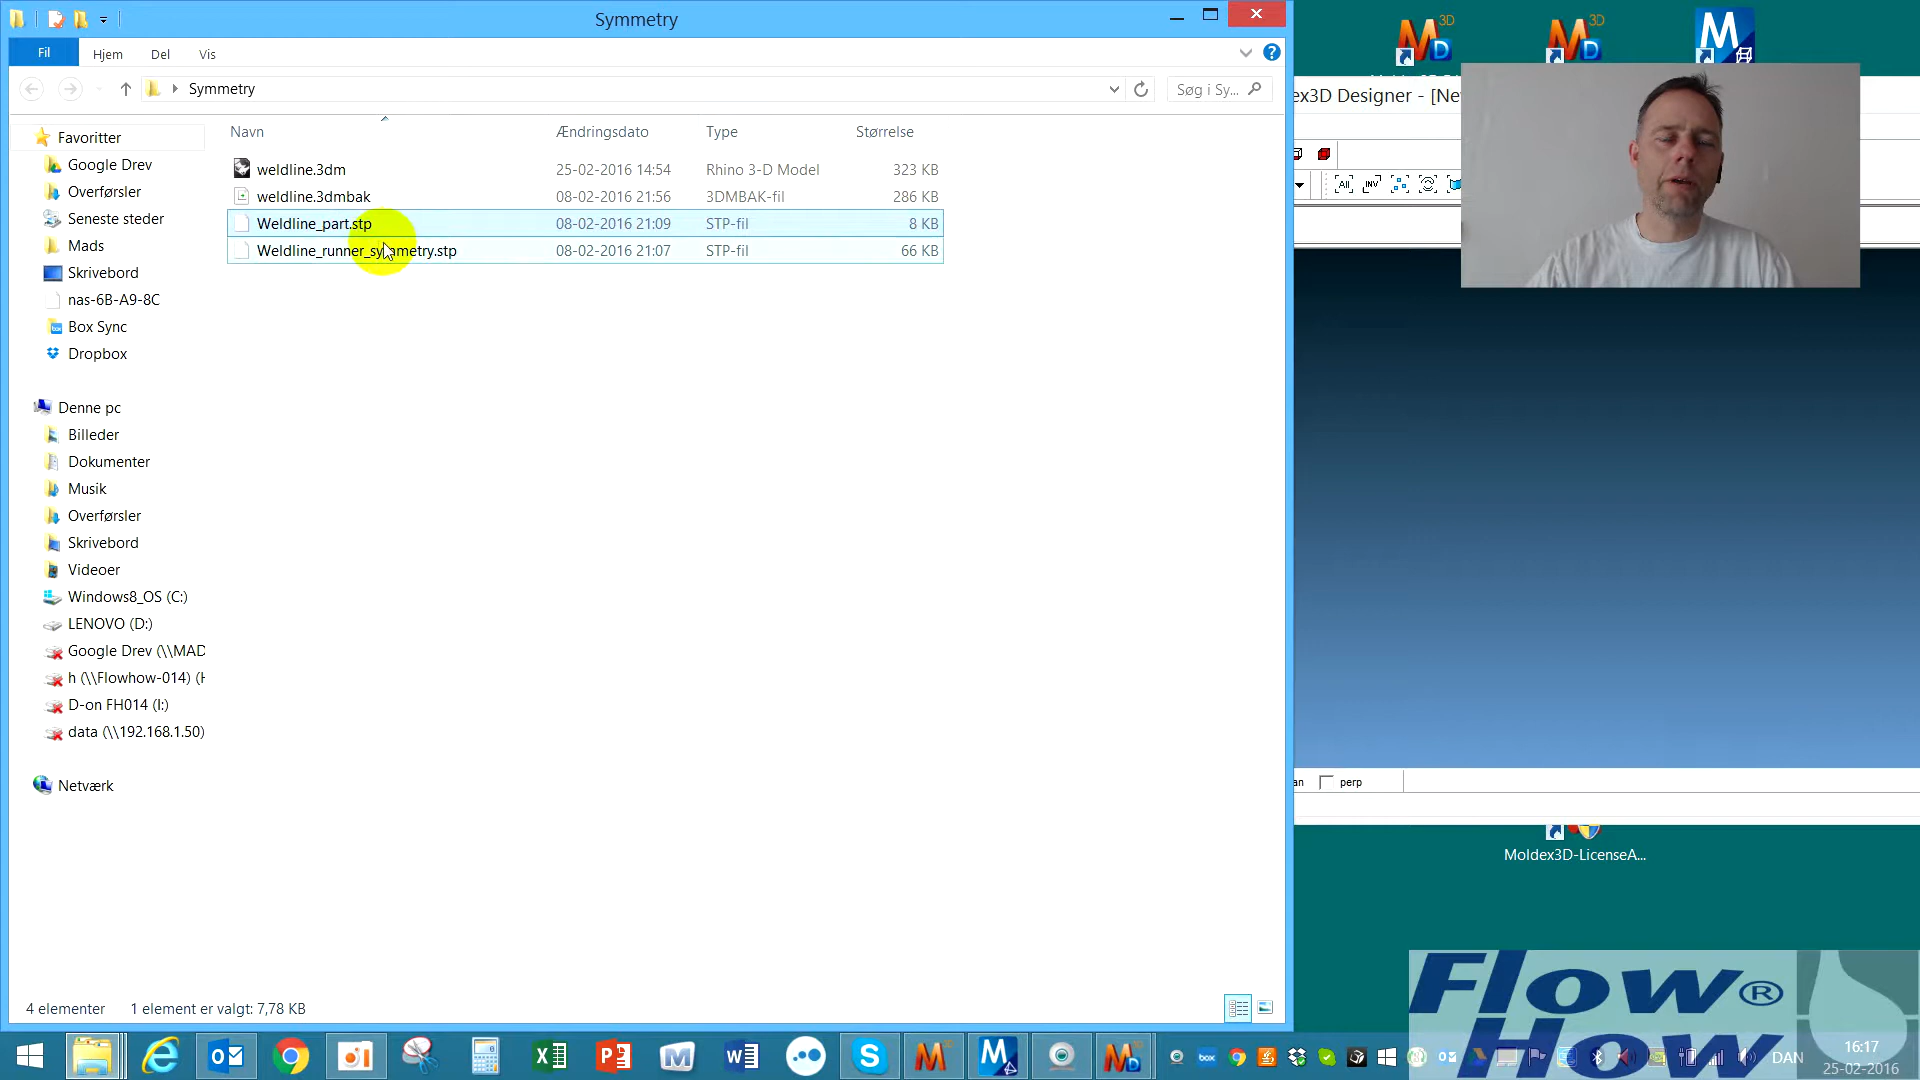 Symmetry
Fil
Hjem
Del
Vis
Symmetry
Søg i Sy...
Navn
Ændringsdato
Type
Størrelse
weldline.3dm
25-02-2016 14:54
Rhino 3-D Model
323 KB
weldline.3dmbak
08-02-2016 21:56
3DMBAK-fil
286 KB
Weldline_part.stp
08-02-2016 21:09
STP-fil
8 KB
Weldline_runner_symmetry.stp
08-02-2016 21:07
STP-fil
66 KB
Favoritter
Google Drev
Overførsler
Seneste steder
Mads
Skrivebord
nas-6B-A9-8C
Box Sync
Dropbox
Denne pc
Billeder
Dokumenter
Musik
Overførsler
Skrivebord
Videoer
Windows8_OS (C:)
LENOVO (D:)
Google Drev (\\MAD
h (\\Flowhow-014) (H
D-on FH014 (I:)
data (\\192.168.1.50)
Netværk
4 elementer
1 element er valgt: 7,78 KB
ex3D Designer - [Ne
All
INV
an
perp
Moldex3D-LicenseA...
Flow®
How
DAN
16:17
25-02-2016